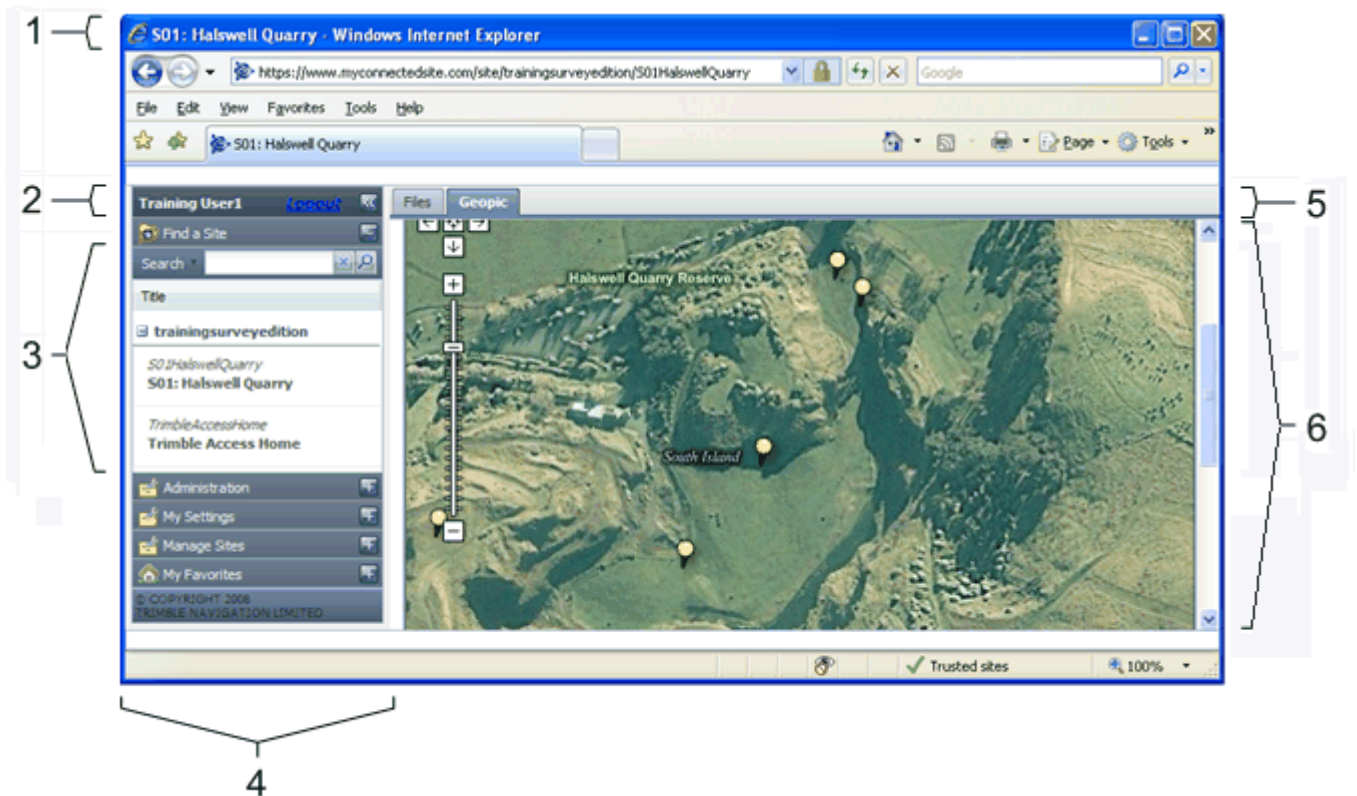 1
S01: Halswell Quarry - Windows Internet Explorer
https://www.myconnectedsite.com/site/trainingsurveyedition/S01HalswellQuarry
Google
File Edit View Favorites Tools Help
S01: Halswell Quarry
Page Tools
2
Training User1 Logout
Files Geopic
5
Find a Site
Search
Title
trainingsurveyedition
3
S01HalswellQuarry
S01: Halswell Quarry
TrimbleAccessHome
Trimble Access Home
Administration
My Settings
Manage Sites
My Favorites
© COPYRIGHT 2008
TRIMBLE NAVIGATION LIMITED
Halswell Quarry Reserve
South Island
6
Trusted sites
100%
4